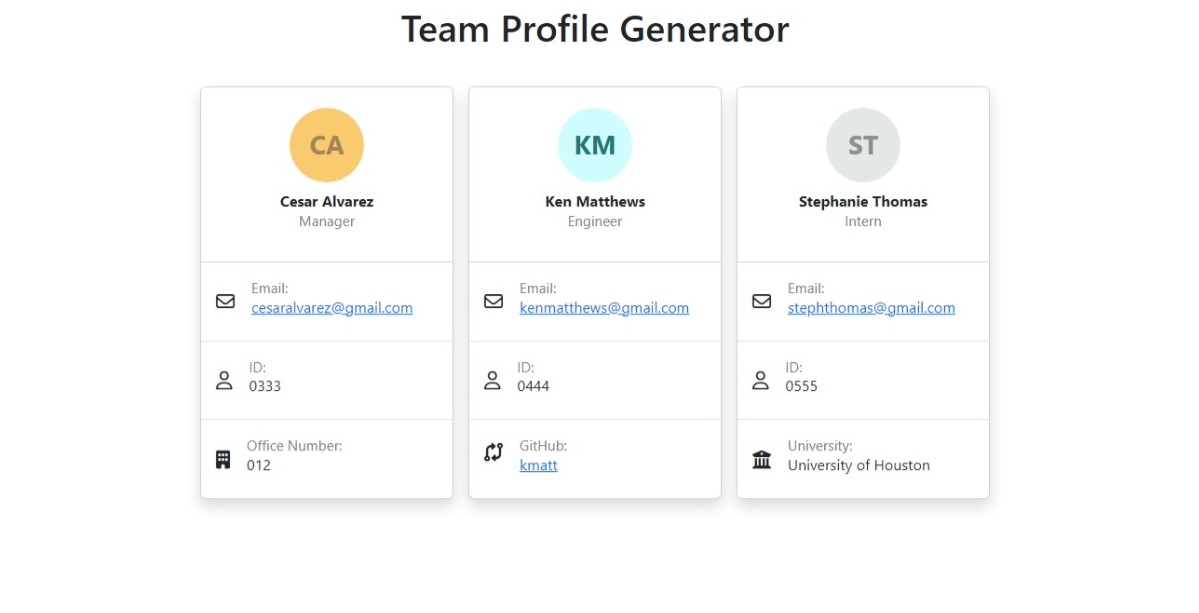 Team Profile Generator
CA
Cesar Alvarez
Manager
Email:
cesaralvarez@gmail.com
ID:
0333
Office Number:
012
KM
Ken Matthews
Engineer
Email:
kenmatthews@gmail.com
ID:
0444
GitHub:
kmatt
ST
Stephanie Thomas
Intern
Email:
stephthomas@gmail.com
ID:
0555
University:
University of Houston